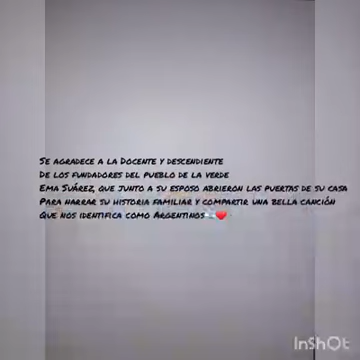 Se agradece a la Docente y descendiente
De los fundadores del pueblo de la verde
Ema Suárez, que junto a su esposo abrieron las puertas de su casa
Para narrar su historia familiar y compartir una bella canción
Que nos identifica como Argentinos
InShOt